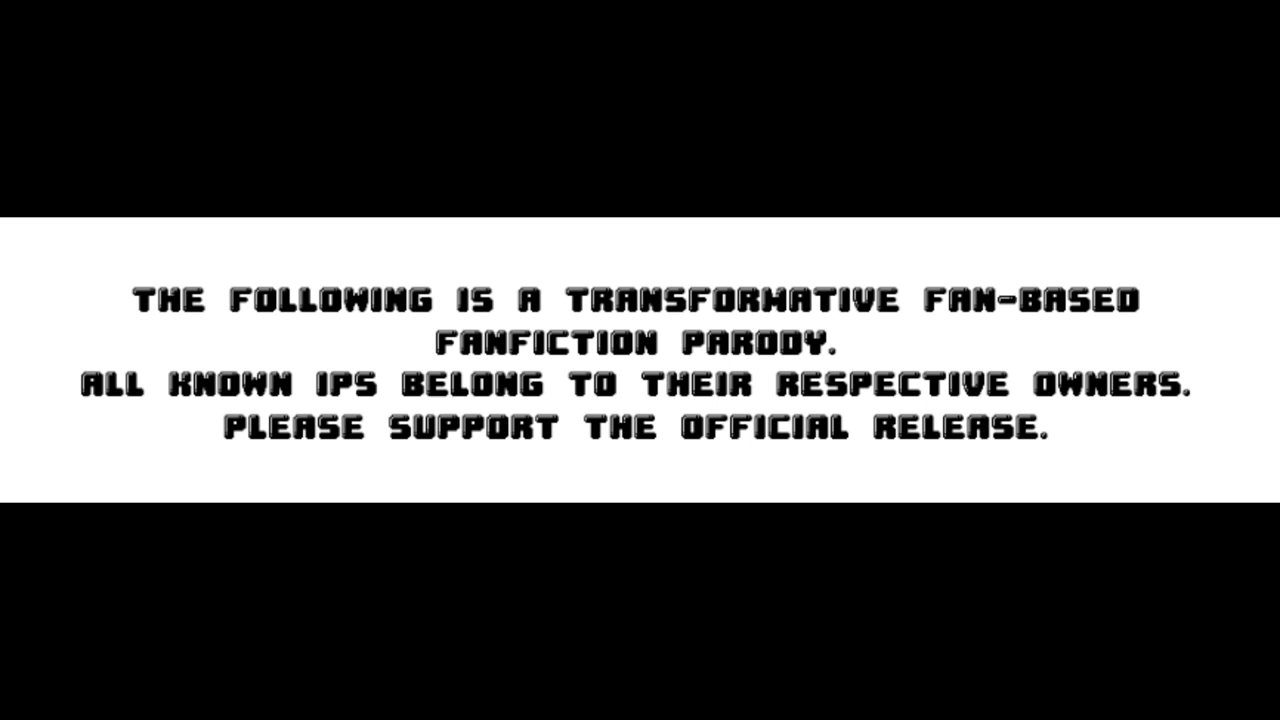 THE FOLLOWING IS A TRANSFORMATIVE FAN-BASED
FANFICTION PARODY.
ALL KNOWN IPS BELONG TO THEIR RESPECTIVE OWNERS.
PLEASE SUPPORT THE OFFICIAL RELEASE.